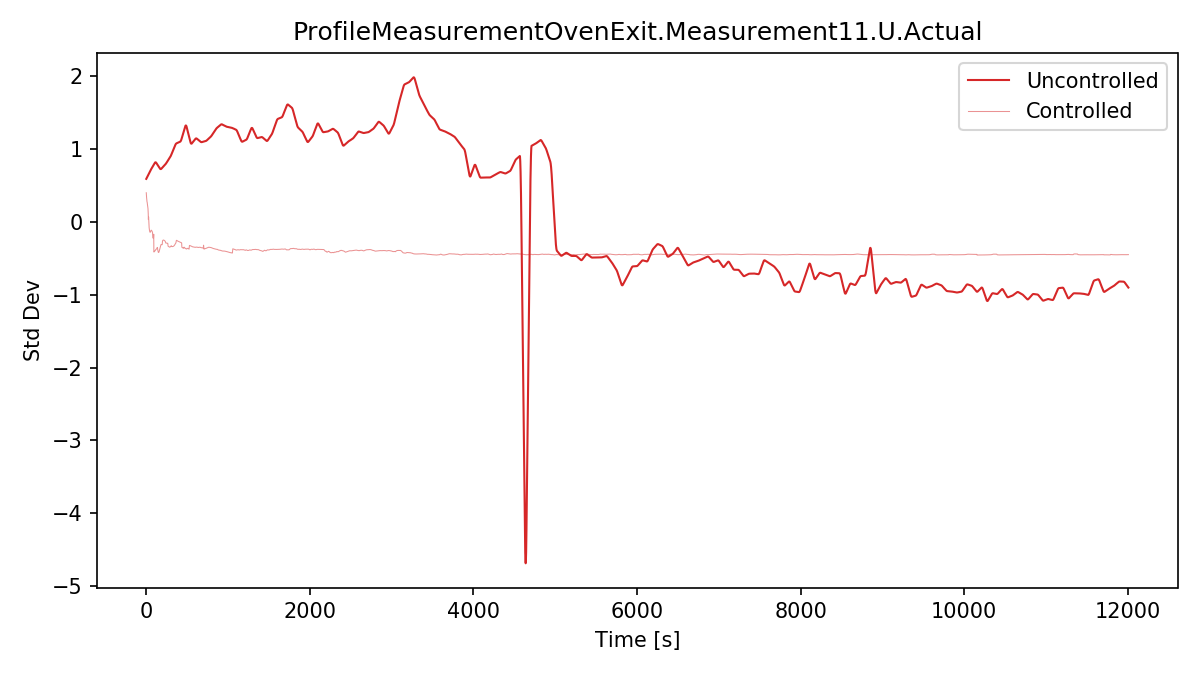 ProfileMeasurementOvenExit.Measurement11.U.Actual
Uncontrolled
Controlled
2
1
0
−1
−2
−3
−4
−5
Std Dev
0 2000 4000 6000 8000 10000 12000
Time [s]